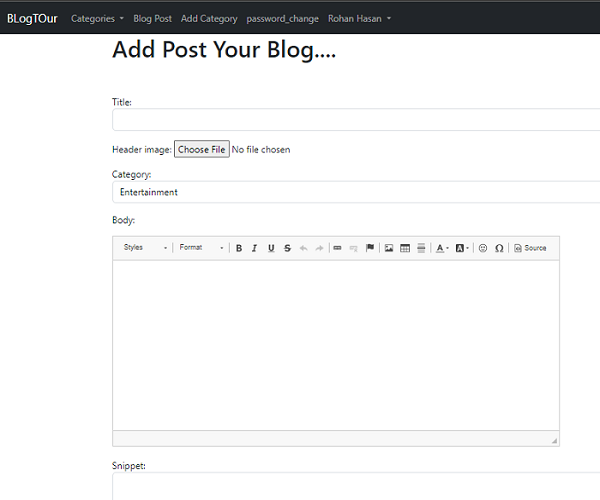 BLogTOur Categories Blog Post Add Category password_change Rohan Hasan
Add Post Your Blog....
Title:
Header image: Choose File No file chosen
Category:
Entertainment
Body:
Styles Format B I U S A A Ω Source
Snippet: